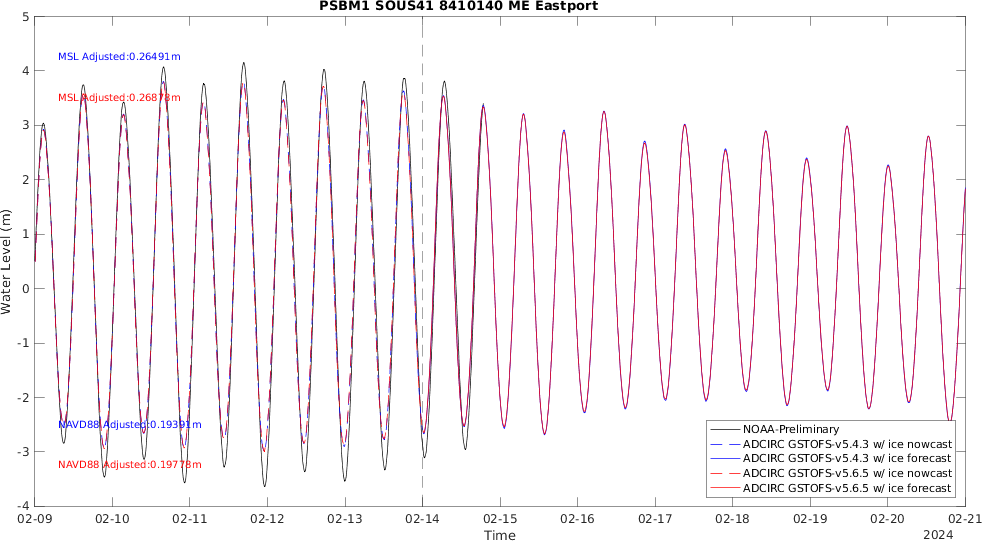 PSBM1 SOUS41 8410140 ME Eastport
5
4
3
2
1
0
-1
-2
-3
-4
Water Level (m)
MSL Adjusted:0.26491m
MSL Adjusted:0.26878m
NAVD88 Adjusted:0.19391m
NAVD88 Adjusted:0.19778m
NOAA-Preliminary
ADCIRC GSTOFS-v5.4.3 w/ ice nowcast
ADCIRC GSTOFS-v5.4.3 w/ ice forecast
ADCIRC GSTOFS-v5.6.5 w/ ice nowcast
ADCIRC GSTOFS-v5.6.5 w/ ice forecast
02-09 02-10 02-11 02-12 02-13 02-14 02-15 02-16 02-17 02-18 02-19 02-20 02-21
Time
2024